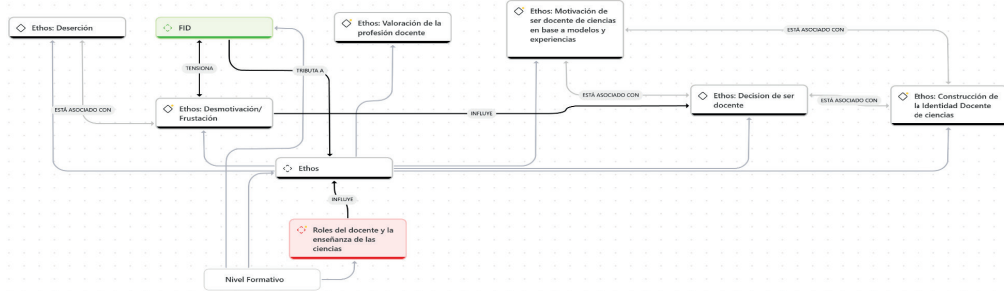 Ethos: Deserción
FID
Ethos: Valoración de la
profesión docente
Ethos: Motivación de
ser docente de ciencias
en base a modelos y
experiencias
ESTÁ ASOCIADO CON
TENSIONA
TRIBUTA A
ESTÁ ASOCIADO CON
Ethos: Desmotivación/
Frustación
ESTÁ ASOCIADO CON
INFLUYE
Ethos: Decision de ser
docente
ESTÁ ASOCIADO CON
Ethos: Construcción de
la Identidad Docente
de ciencias
Ethos
INFLUYE
Roles del docente y la
enseñanza de las
ciencias
Nivel Formativo